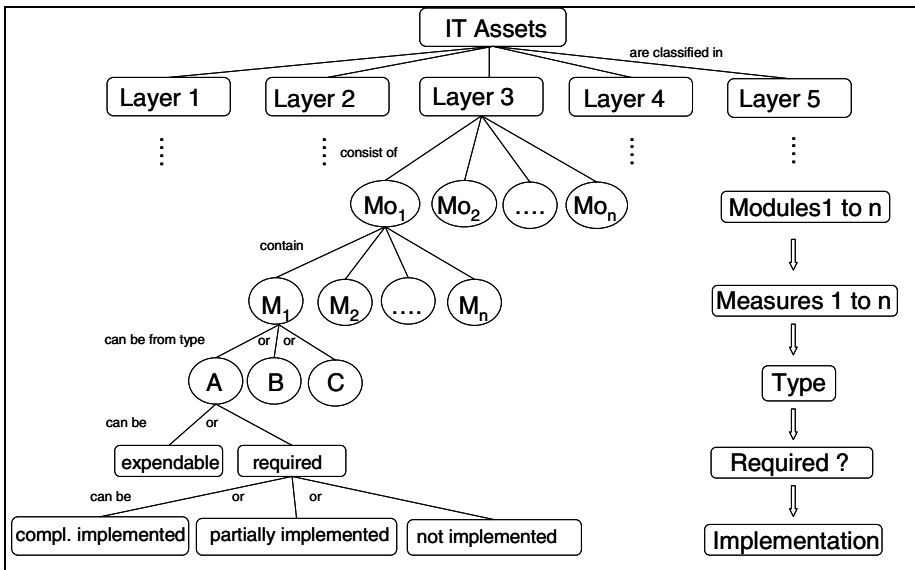 IT Assets
are classified in
Layer 1 Layer 2 Layer 3 Layer 4 Layer 5
consist of
Mo1 Mo2 .... Mon
Modules1 to n
contain
M1 M2 .... Mn
Measures 1 to n
can be from type or or
A B C
Type
can be or
expendable required
Required ?
can be or or
compl. implemented partially implemented not implemented
Implementation